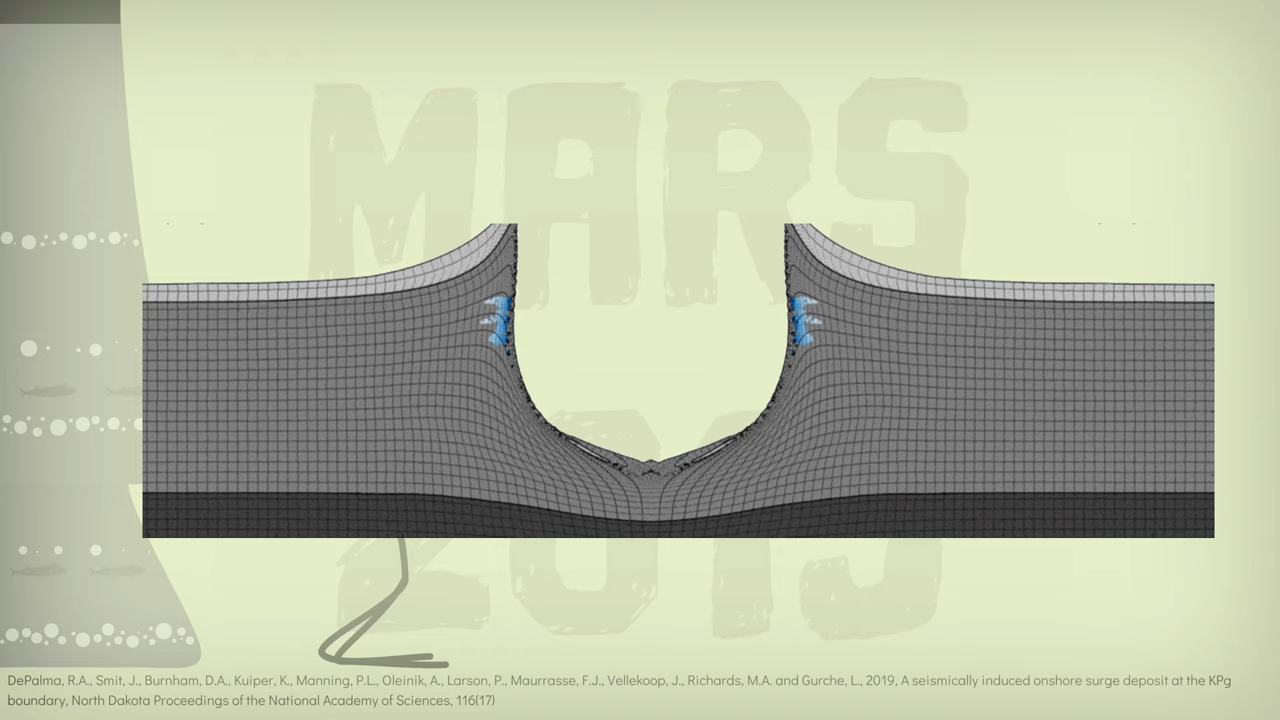 MARS
2019
DePalma, R.A., Smit, J., Burnham, D.A., Kuiper, K., Manning, P.L., Oleinik, A., Larson, P., Maurrasse, F.J., Vellekoop, J., Richards, M.A. and Gurche, L., 2019, A seismically induced onshore surge deposit at the KPg
boundary, North Dakota Proceedings of the National Academy of Sciences, 116(17)